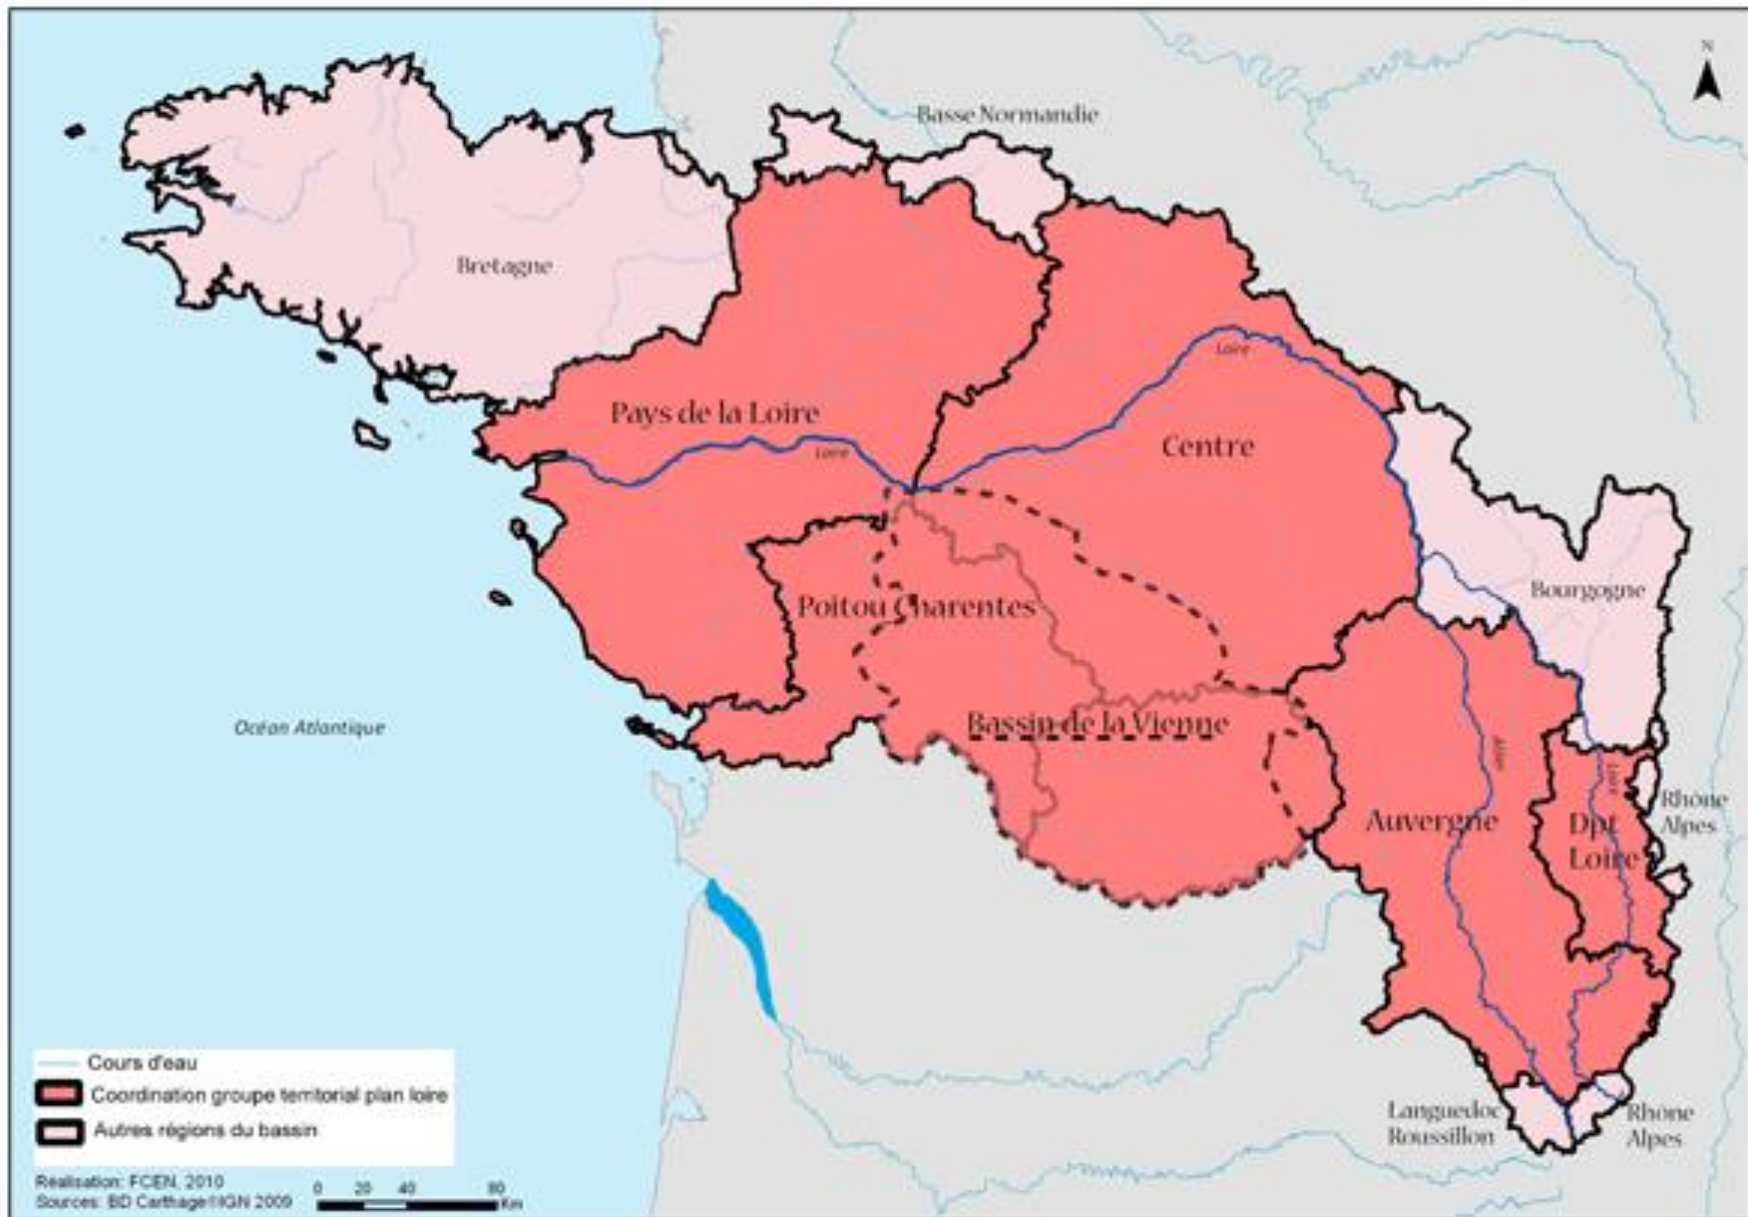 N
Basse Normandie
Bretagne
Loire
Pays de la Loire
Loire
Centre
Bourgogne
Poitou Charentes
Océan Atlantique
Bassin de la Vienne
Allier
Loire
Rhône
Alpes
Auvergne
Dpt
Loire
Cours d'eau
Coordination groupe territorial plan loire
Autres régions du bassin
Languedoc
Roussillon
Rhône
Alpes
Réalisation: FCEN, 2010
Sources: BD Carthage®IGN 2009
0 20 40 80
Km